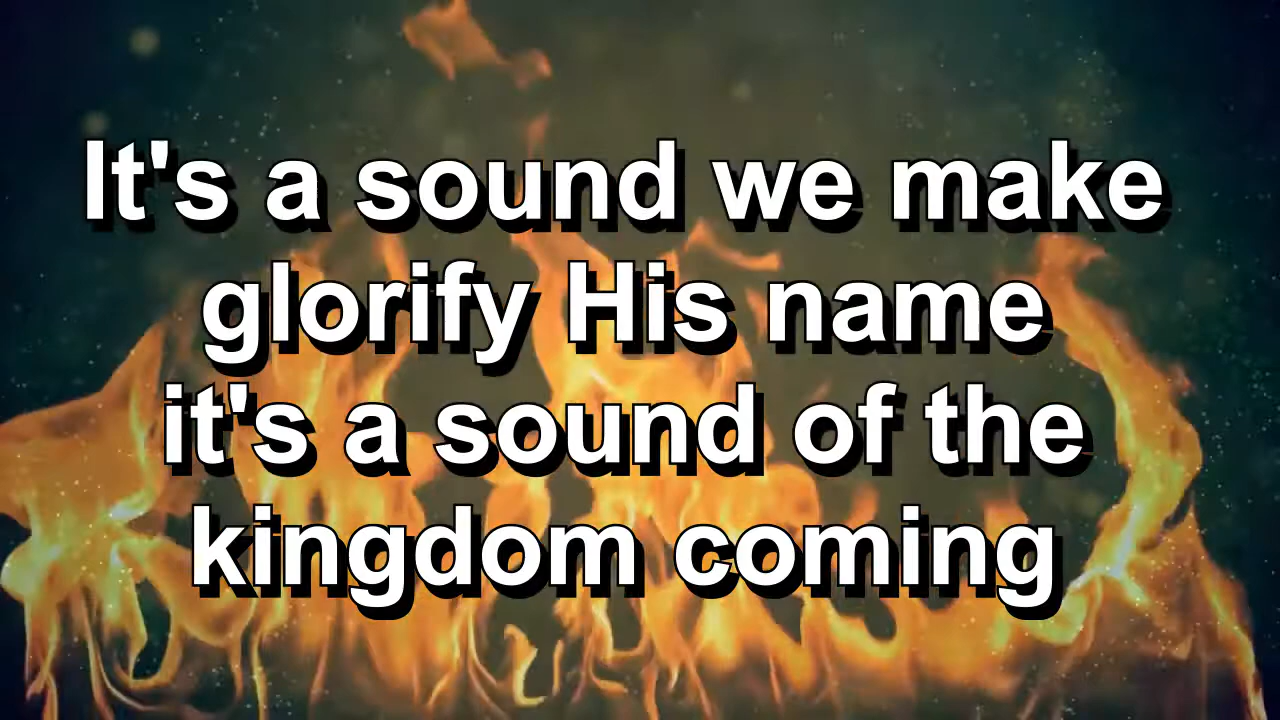 It's a sound we make
glorify His name
it's a sound of the
kingdom coming